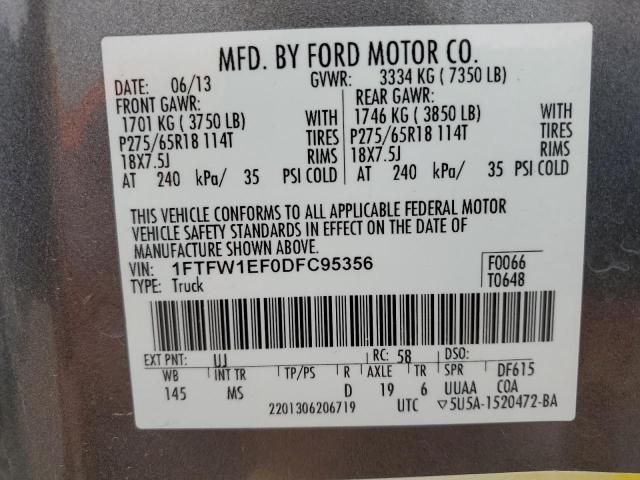 MFD. BY FORD MOTOR CO.
DATE: 06/13 GVWR: 3334 KG ( 7350 LB)
FRONT GAWR: REAR GAWR:
1701 KG ( 3750 LB) WITH 1746 KG ( 3850 LB) WITH
P275/65R18 114T TIRES P275/65R18 114T TIRES
18X7.5J RIMS 18X7.5J RIMS
AT 240 kPa/ 35 PSI COLD AT 240 kPa/ 35 PSI COLD
THIS VEHICLE CONFORMS TO ALL APPLICABLE FEDERAL MOTOR
VEHICLE SAFETY STANDARDS IN EFFECT ON THE DATE OF
MANUFACTURE SHOWN ABOVE.
VIN: 1FTFW1EF0DFC95356 F0066
TYPE: Truck T0648
EXT PNT: UJ RC: 58 DSO:
WB INT TR TP/PS R AXLE TR SPR DF615
145 MS D 19 6 UUAA COA
2201306206719 UTC ▽5U5A-1520472-BA